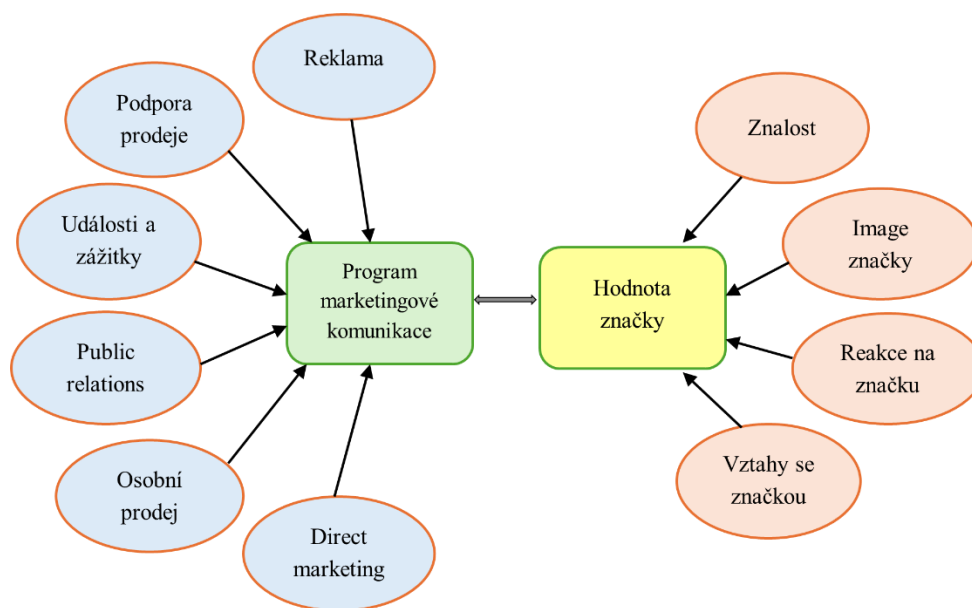 Reklama
Podpora
prodeje
Události a
zážitky
Public
relations
Osobní
prodej
Direct
marketing
Program
marketingové
komunikace
Hodnota
značky
Znalost
Image
značky
Reakce na
značku
Vztahy se
značkou